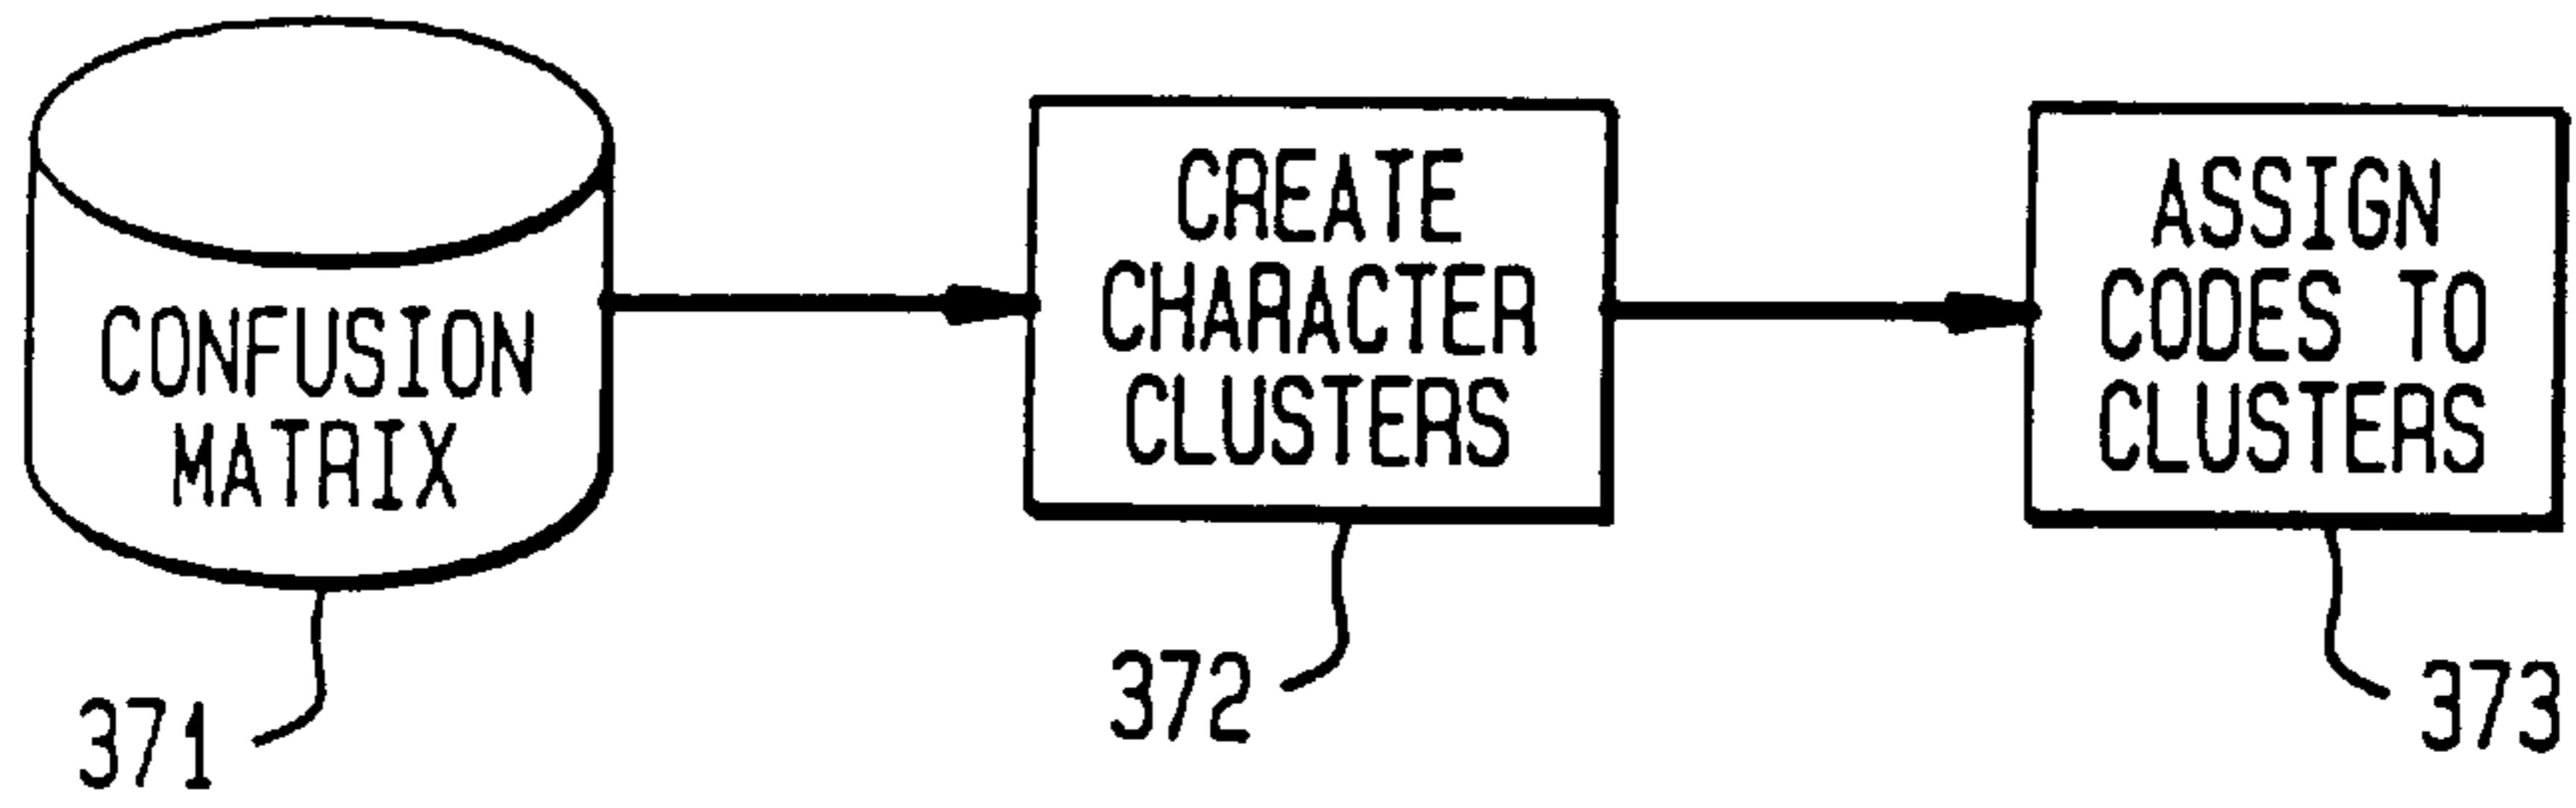 CONFUSION
MATRIX
CREATE
CHARACTER
CLUSTERS
ASSIGN
CODES TO
CLUSTERS
371
372
373